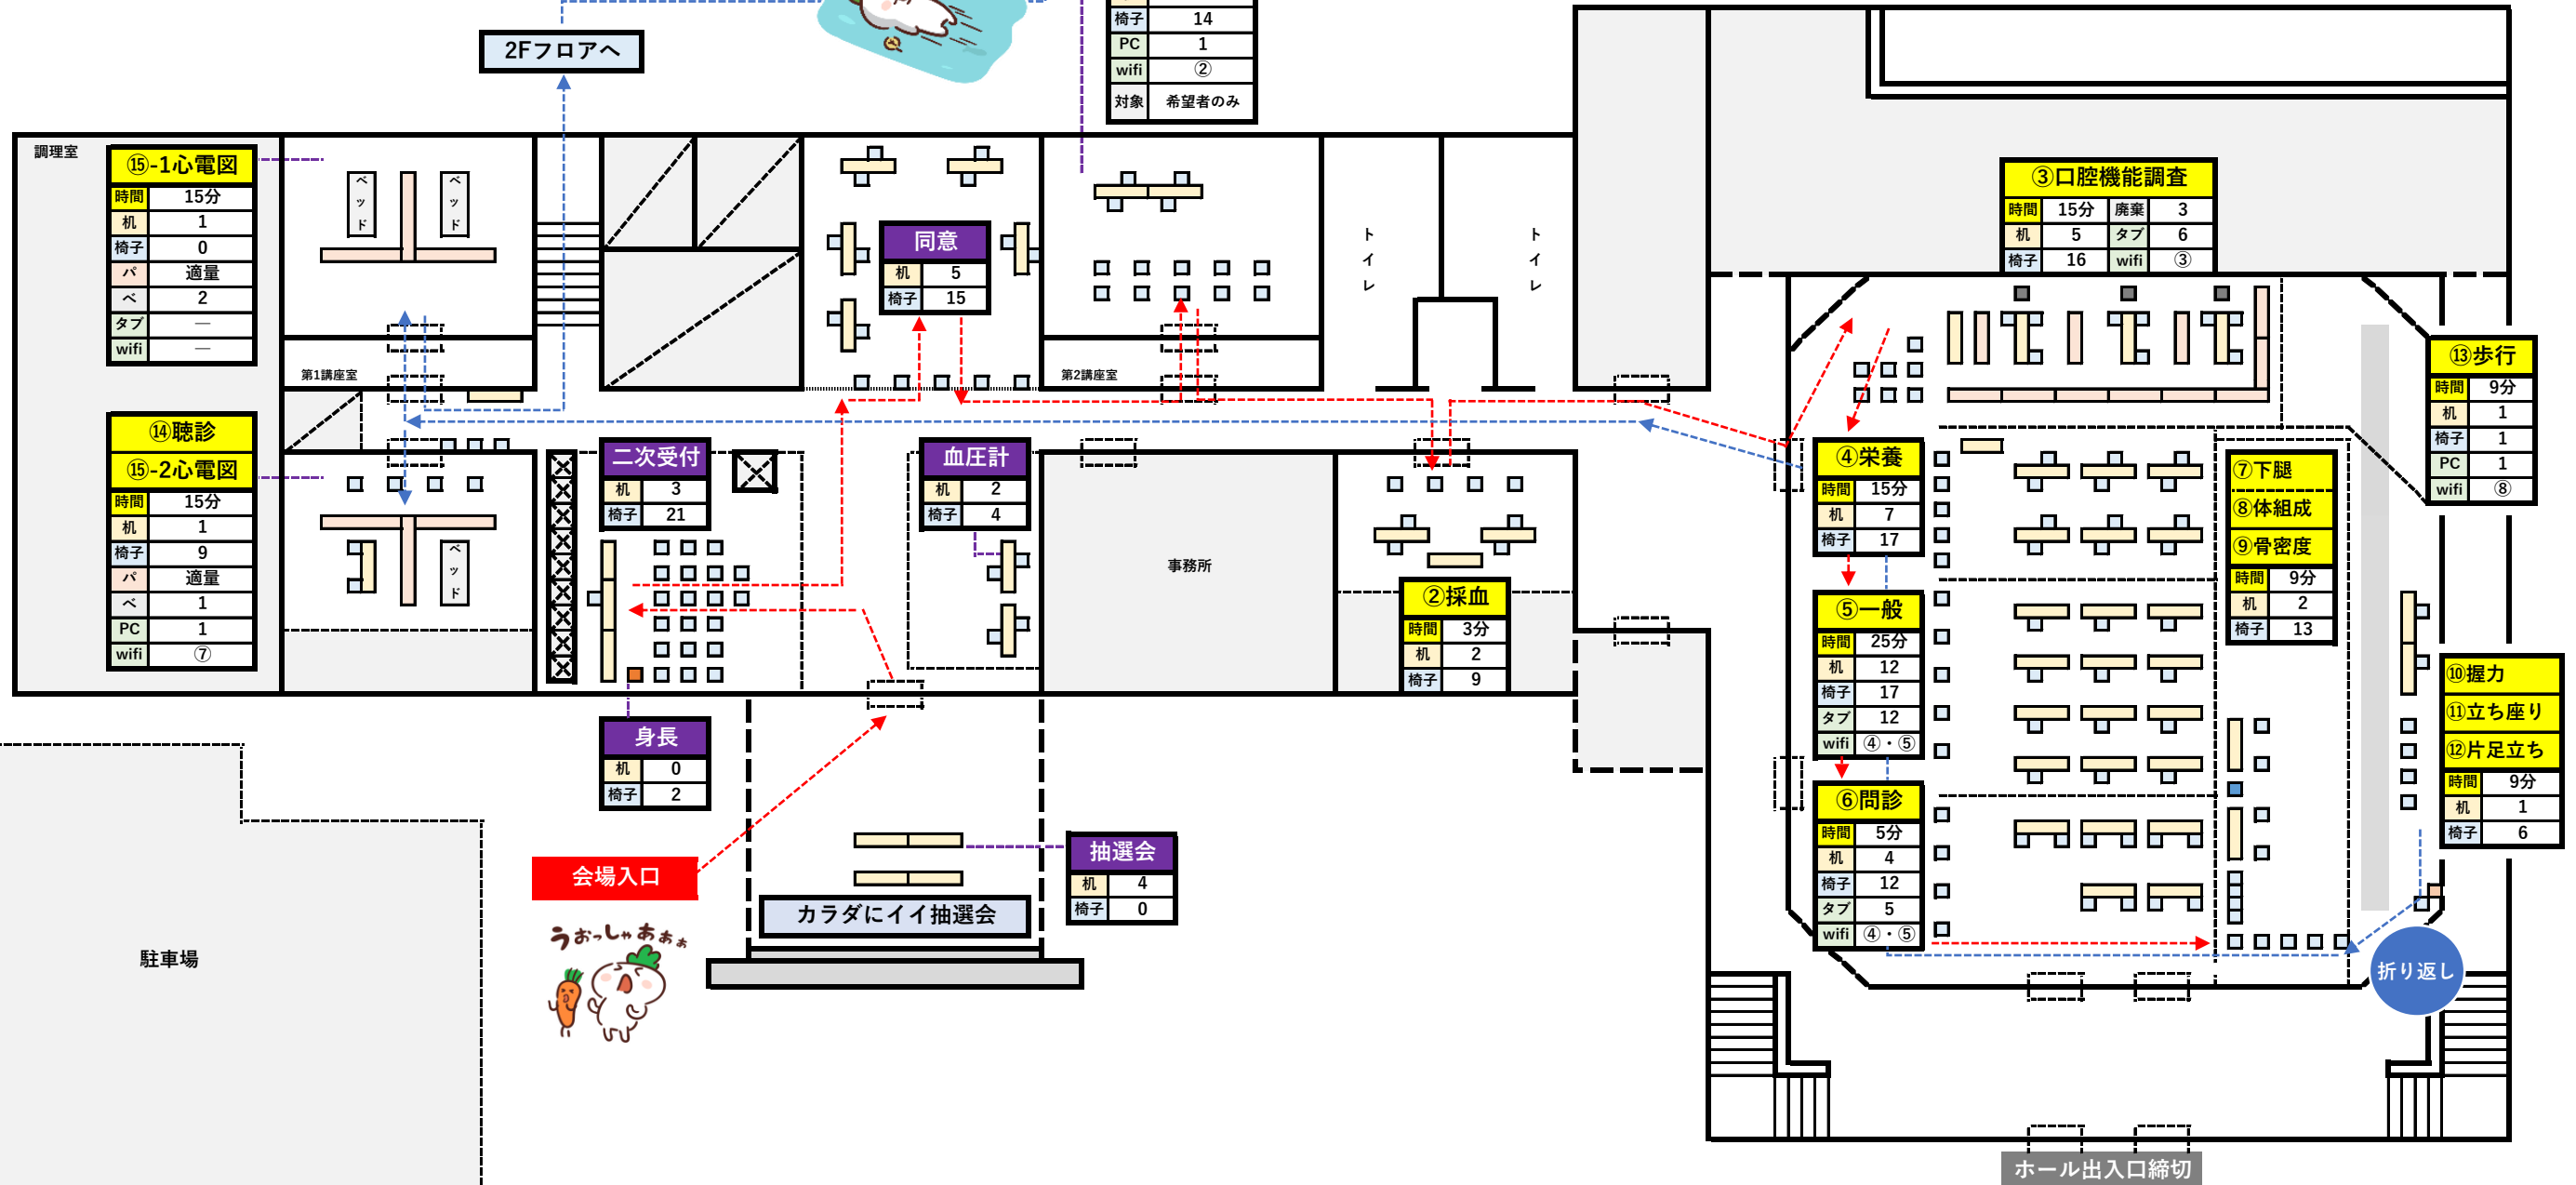 椅子 14
PC 1
wifi ②
対象 希望者のみ
2Fフロアへ
調理室
⑮-1心電図
時間 15分
机 1
椅子 0
パ 適量
ベ 2
タブ ―
wifi ―
ベッド
ベッド
第1講座室
同意
机 5
椅子 15
第2講座室
トイレ
トイレ
③口腔機能調査
時間 15分 廃棄 3
机 5 タブ 6
椅子 16 wifi ③
⑬歩行
時間 9分
机 1
椅子 1
PC 1
wifi ⑧
⑭聴診
⑮-2心電図
時間 15分
机 1
椅子 9
パ 適量
ベ 1
PC 1
wifi ⑦
ベッド
二次受付
机 3
椅子 21
血圧計
机 2
椅子 4
事務所
②採血
時間 3分
机 2
椅子 9
④栄養
時間 15分
机 7
椅子 17
⑤一般
時間 25分
机 12
椅子 17
タブ 12
wifi ④・⑤
⑥問診
時間 5分
机 4
椅子 12
タブ 5
wifi ④・⑤
⑦下腿
⑧体組成
⑨骨密度
時間 9分
机 2
椅子 13
⑩握力
⑪立ち座り
⑫片足立ち
時間 9分
机 1
椅子 6
身長
机 0
椅子 2
会場入口
抽選会
机 4
椅子 0
カラダにイイ抽選会
うおっしゃあぁぁ
駐車場
折り返し
ホール出入口締切